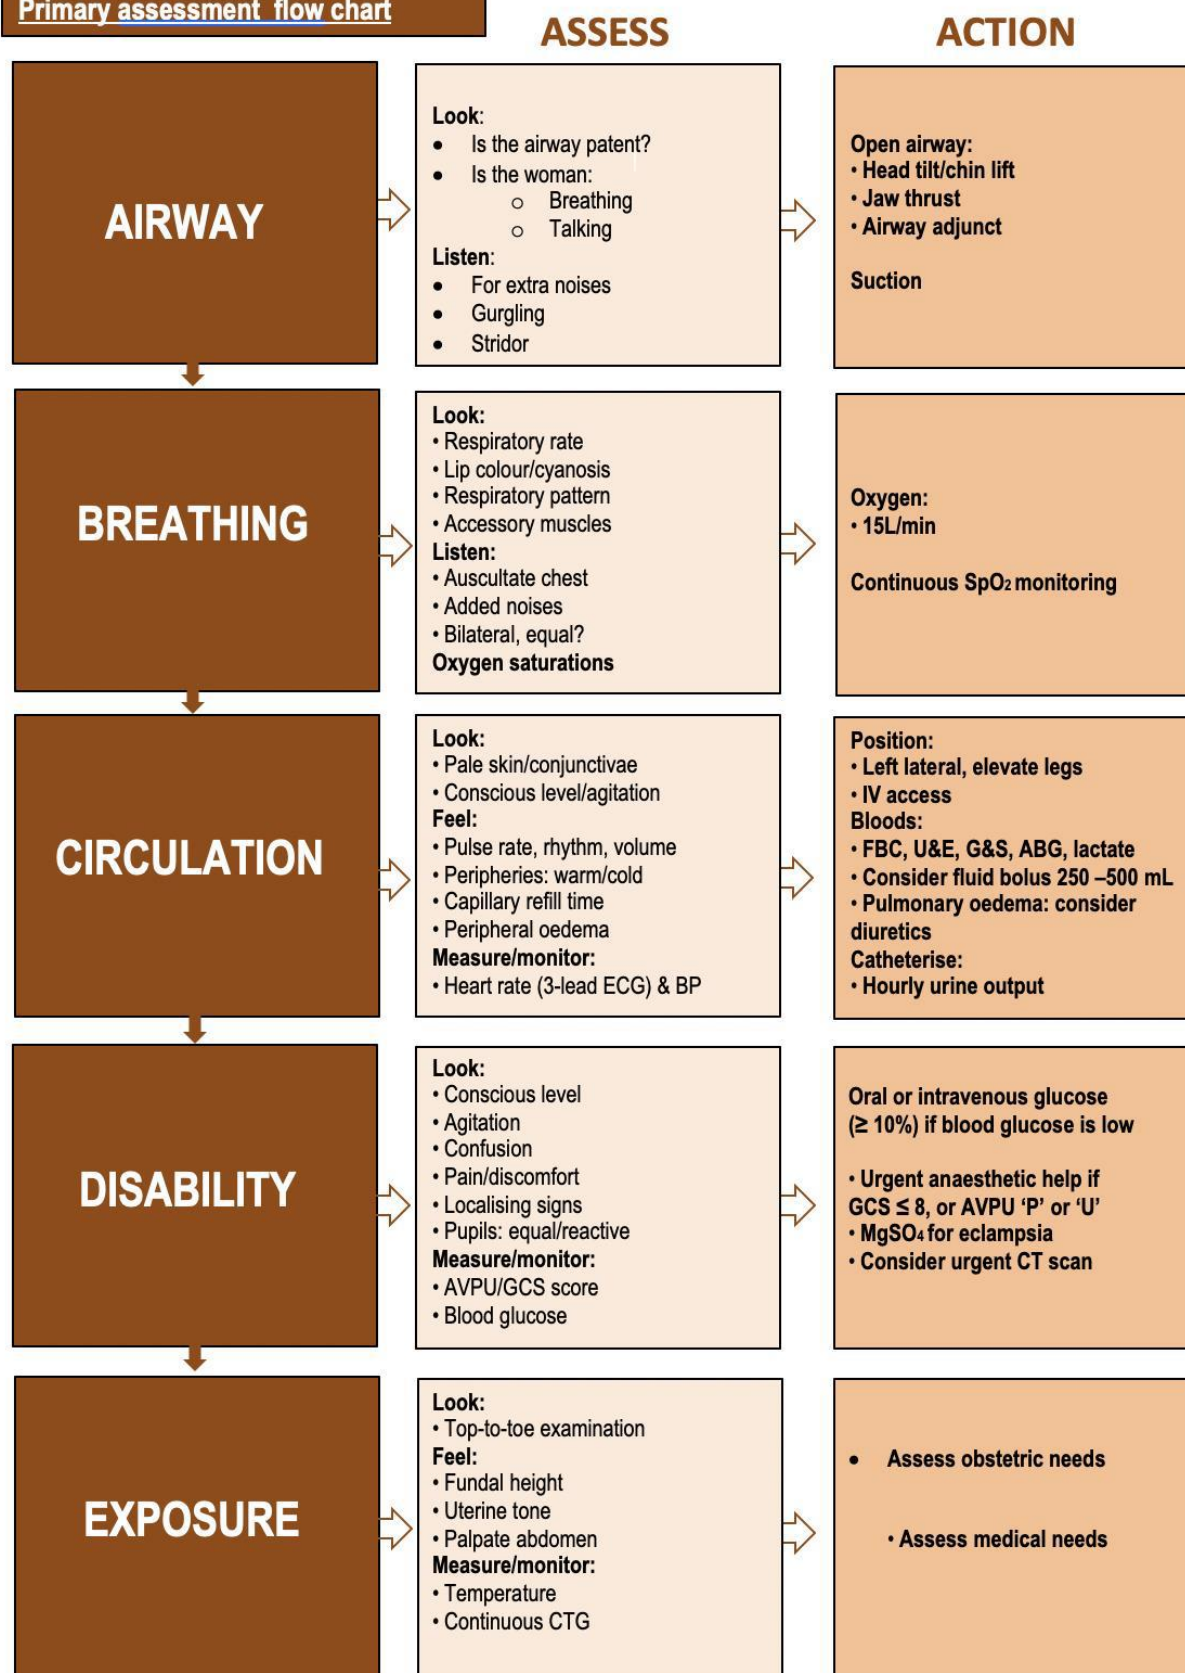 Primary assessment flow chart
ASSESS
ACTION
AIRWAY
Look:
• Is the airway patent?
• Is the woman:
o Breathing
o Talking
Listen:
• For extra noises
• Gurgling
• Stridor
Open airway:
• Head tilt/chin lift
• Jaw thrust
• Airway adjunct
Suction
BREATHING
Look:
• Respiratory rate
• Lip colour/cyanosis
• Respiratory pattern
• Accessory muscles
Listen:
• Auscultate chest
• Added noises
• Bilateral, equal?
Oxygen saturations
Oxygen:
• 15L/min
Continuous SpO₂ monitoring
CIRCULATION
Look:
• Pale skin/conjunctivae
• Conscious level/agitation
Feel:
• Pulse rate, rhythm, volume
• Peripheries: warm/cold
• Capillary refill time
• Peripheral oedema
Measure/monitor:
• Heart rate (3-lead ECG) & BP
Position:
• Left lateral, elevate legs
• IV access
Bloods:
• FBC, U&E, G&S, ABG, lactate
• Consider fluid bolus 250 –500 mL
• Pulmonary oedema: consider
diuretics
Catheterise:
• Hourly urine output
DISABILITY
Look:
• Conscious level
• Agitation
• Confusion
• Pain/discomfort
• Localising signs
• Pupils: equal/reactive
Measure/monitor:
• AVPU/GCS score
• Blood glucose
Oral or intravenous glucose
(≥ 10%) if blood glucose is low
• Urgent anaesthetic help if
GCS ≤ 8, or AVPU ‘P’ or ‘U’
• MgSO₄ for eclampsia
• Consider urgent CT scan
EXPOSURE
Look:
• Top-to-toe examination
Feel:
• Fundal height
• Uterine tone
• Palpate abdomen
Measure/monitor:
• Temperature
• Continuous CTG
• Assess obstetric needs
• Assess medical needs